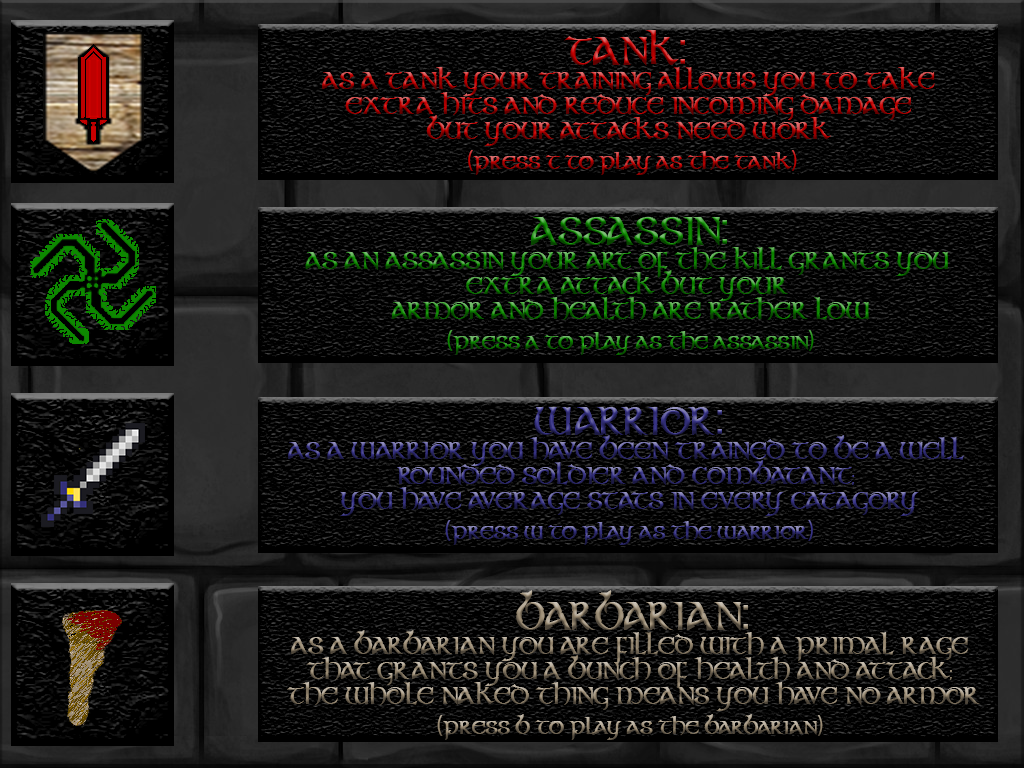 TANK:
AS A TANK YOUR TRAINING ALLOWS YOU TO TAKE
EXTRA HITS AND REDUCE INCOMING DAMAGE
BUT YOUR ATTACKS NEED WORK
(PRESS T TO PLAY AS THE TANK)
ASSASSIN:
AS AN ASSASSIN YOUR ART OF THE KILL GRANTS YOU
EXTRA ATTACK BUT YOUR
ARMOR AND HEALTH ARE RATHER LOW
(PRESS A TO PLAY AS THE ASSASSIN)
WARRIOR:
AS A WARRIOR YOU HAVE BEEN TRAINED TO BE A WELL
ROUNDED SOLDIER AND COMBATANT.
YOU HAVE AVERAGE STATS IN EVERY CATAGORY
(PRESS W TO PLAY AS THE WARRIOR)
BARBARIAN:
AS A BARBARIAN YOU ARE FILLED WITH A PRIMAL RAGE
THAT GRANTS YOU A BUNCH OF HEALTH AND ATTACK.
THE WHOLE NAKED THING MEANS YOU HAVE NO ARMOR
(PRESS B TO PLAY AS THE BARBARIAN)